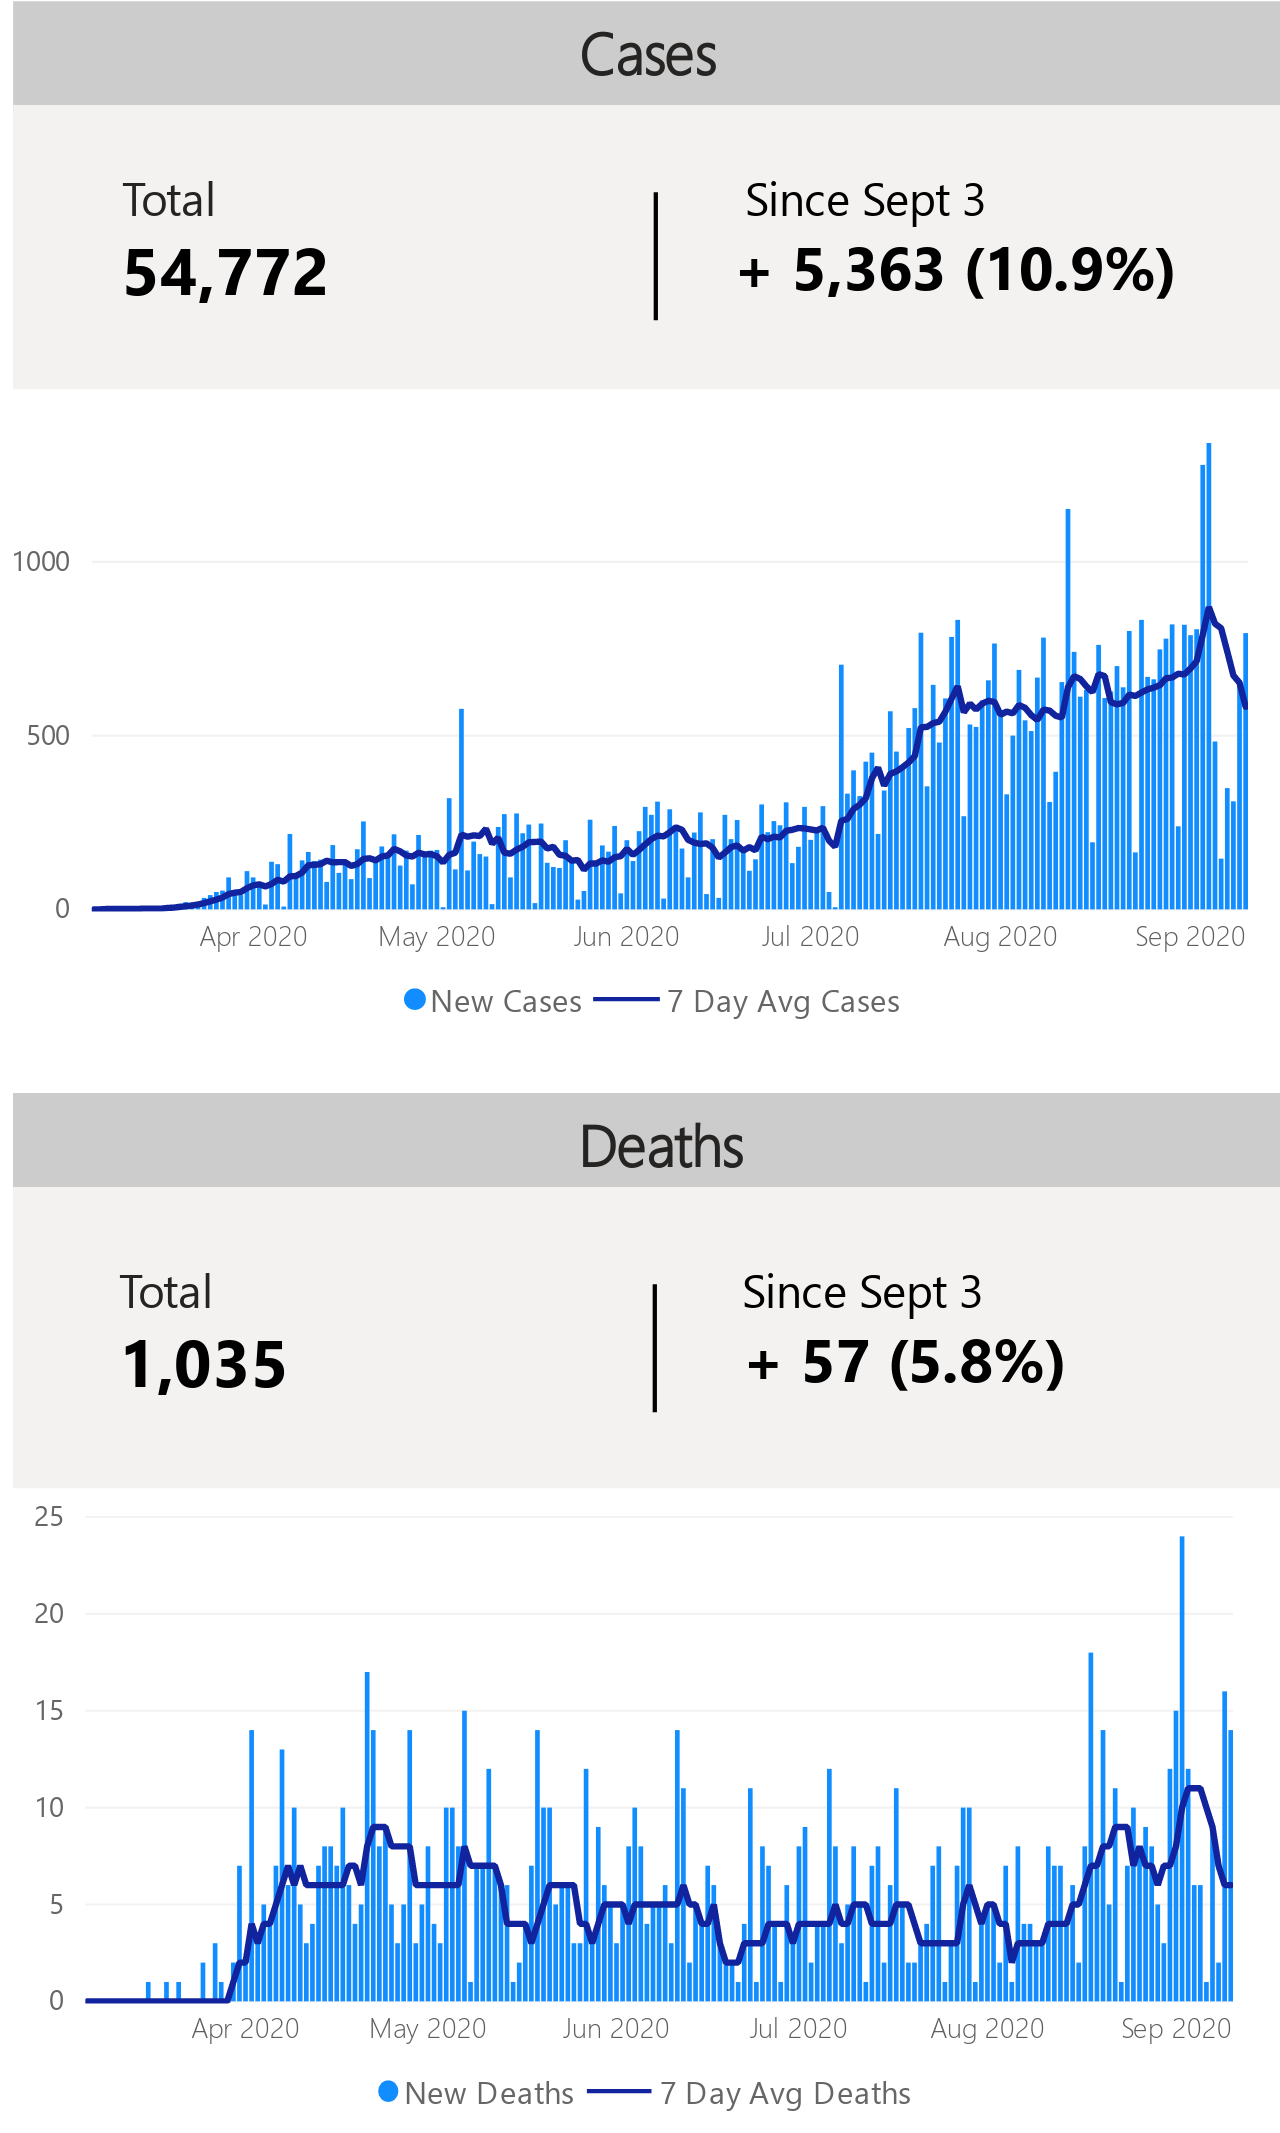 Cases
Total
Since Sept 3
54,772
+ 5,363 (10.9%)
1000
500
0
Apr 2020
May 2020
Jun 2020
Jul 2020
Aug 2020
Sep 2020
New Cases
7 Day Avg Cases
Deaths
Total
Since Sept 3
1,035
+ 57 (5.8%)
25
20
15
10
5
0
Apr 2020
May 2020
Jun 2020
Jul 2020
Aug 2020
Sep 2020
New Deaths
7 Day Avg Deaths